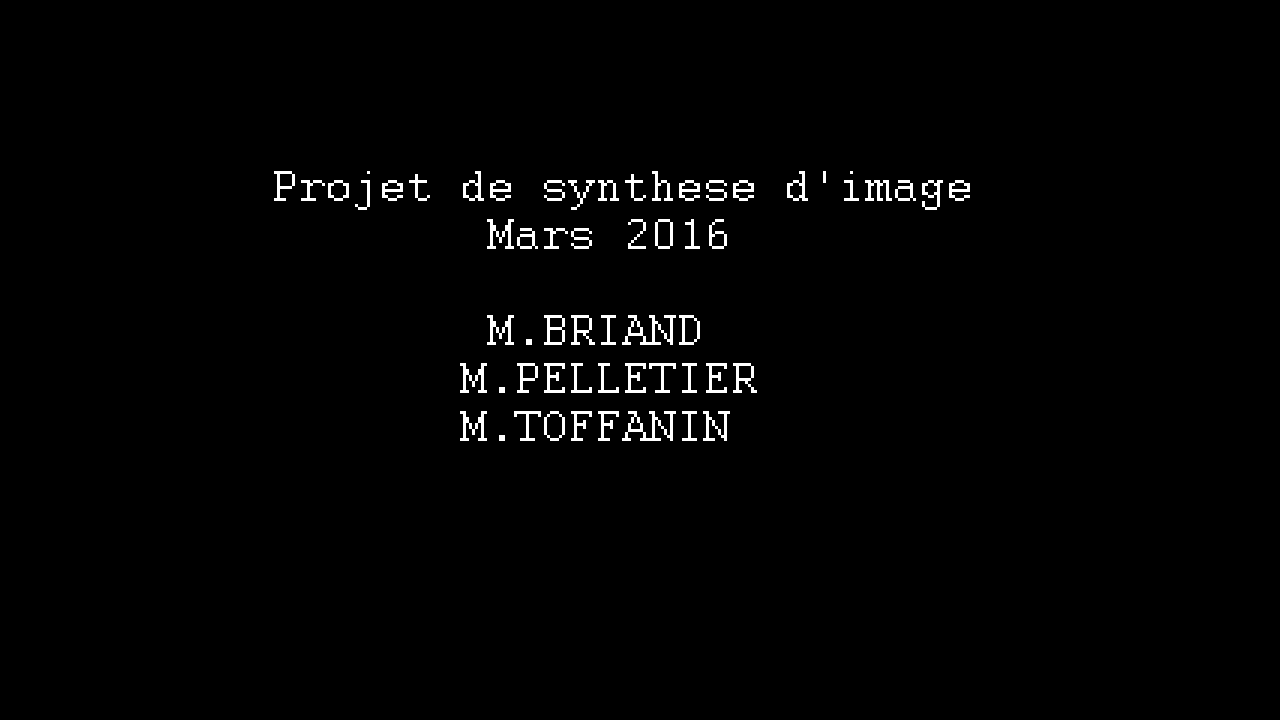 Projet de synthese d'image
Mars 2016
M.BRIAND
M.PELLETIER
M.TOFFANIN